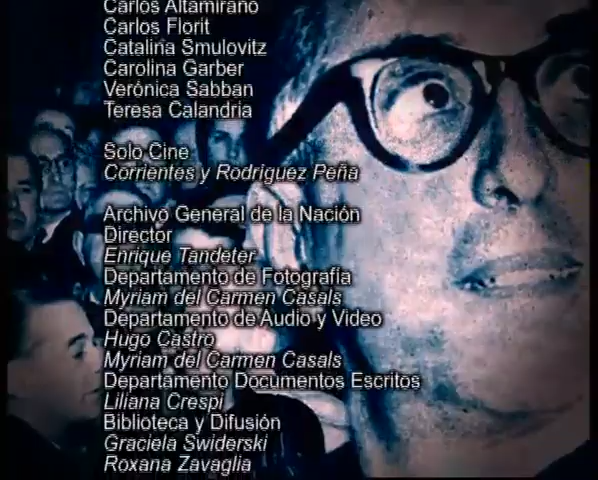 Carlos Altamirano
Carlos Florit
Catalina Smulovitz
Carolina Garber
Verónica Sabban
Teresa Calandria
Solo Cine
Corrientes y Rodriguez Peña
Archivo General de la Nación
Director
Enrique Tandeter
Departamento de Fotografía
Myriam del Carmen Casals
Departamento de Audio y Video
Hugo Castro
Myriam del Carmen Casals
Departamento Documentos Escritos
Liliana Crespi
Biblioteca y Difusión
Graciela Swiderski
Roxana Zavaglia